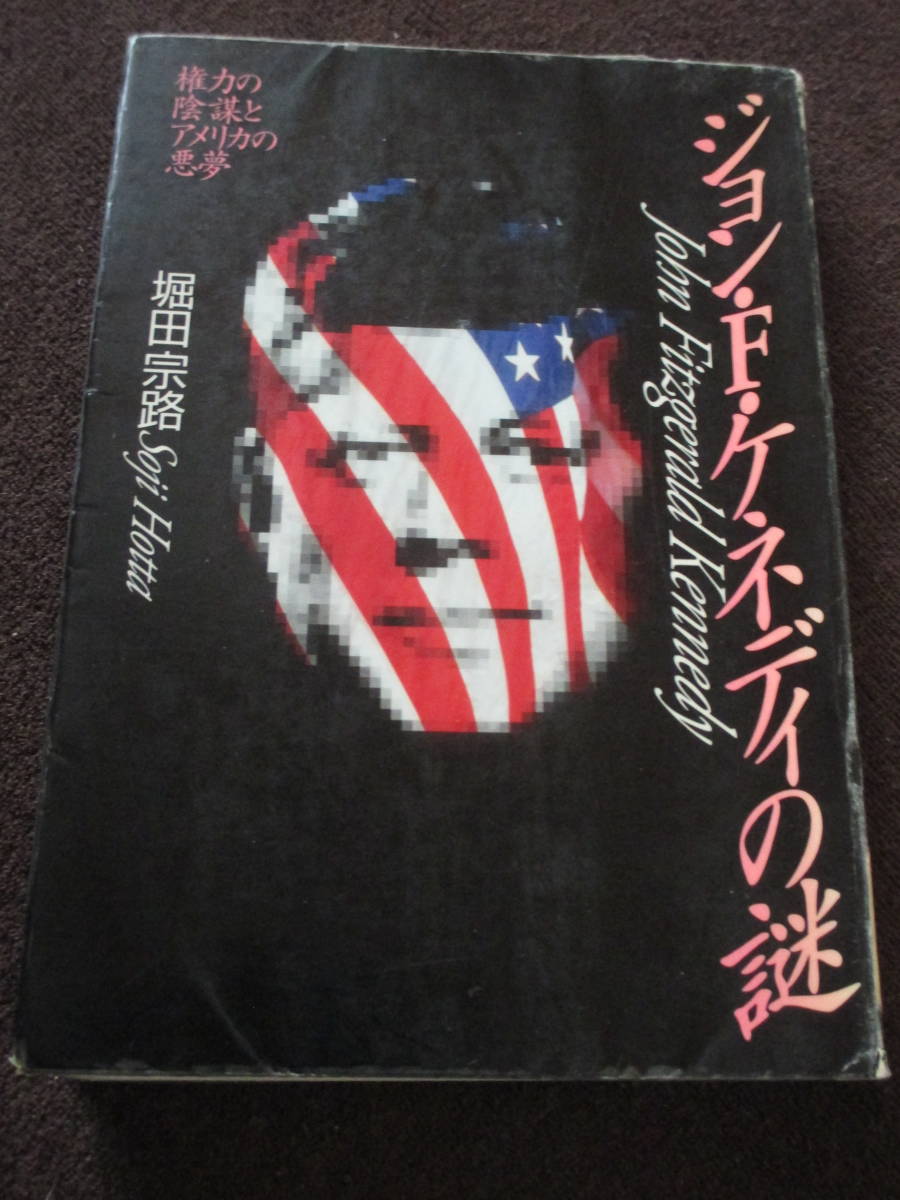 ジョン・F・ケネディの謎
John Fitzgerald Kennedy
権力の
陰謀と
アメリカの
悪夢
堀田宗路
Soji Hotta